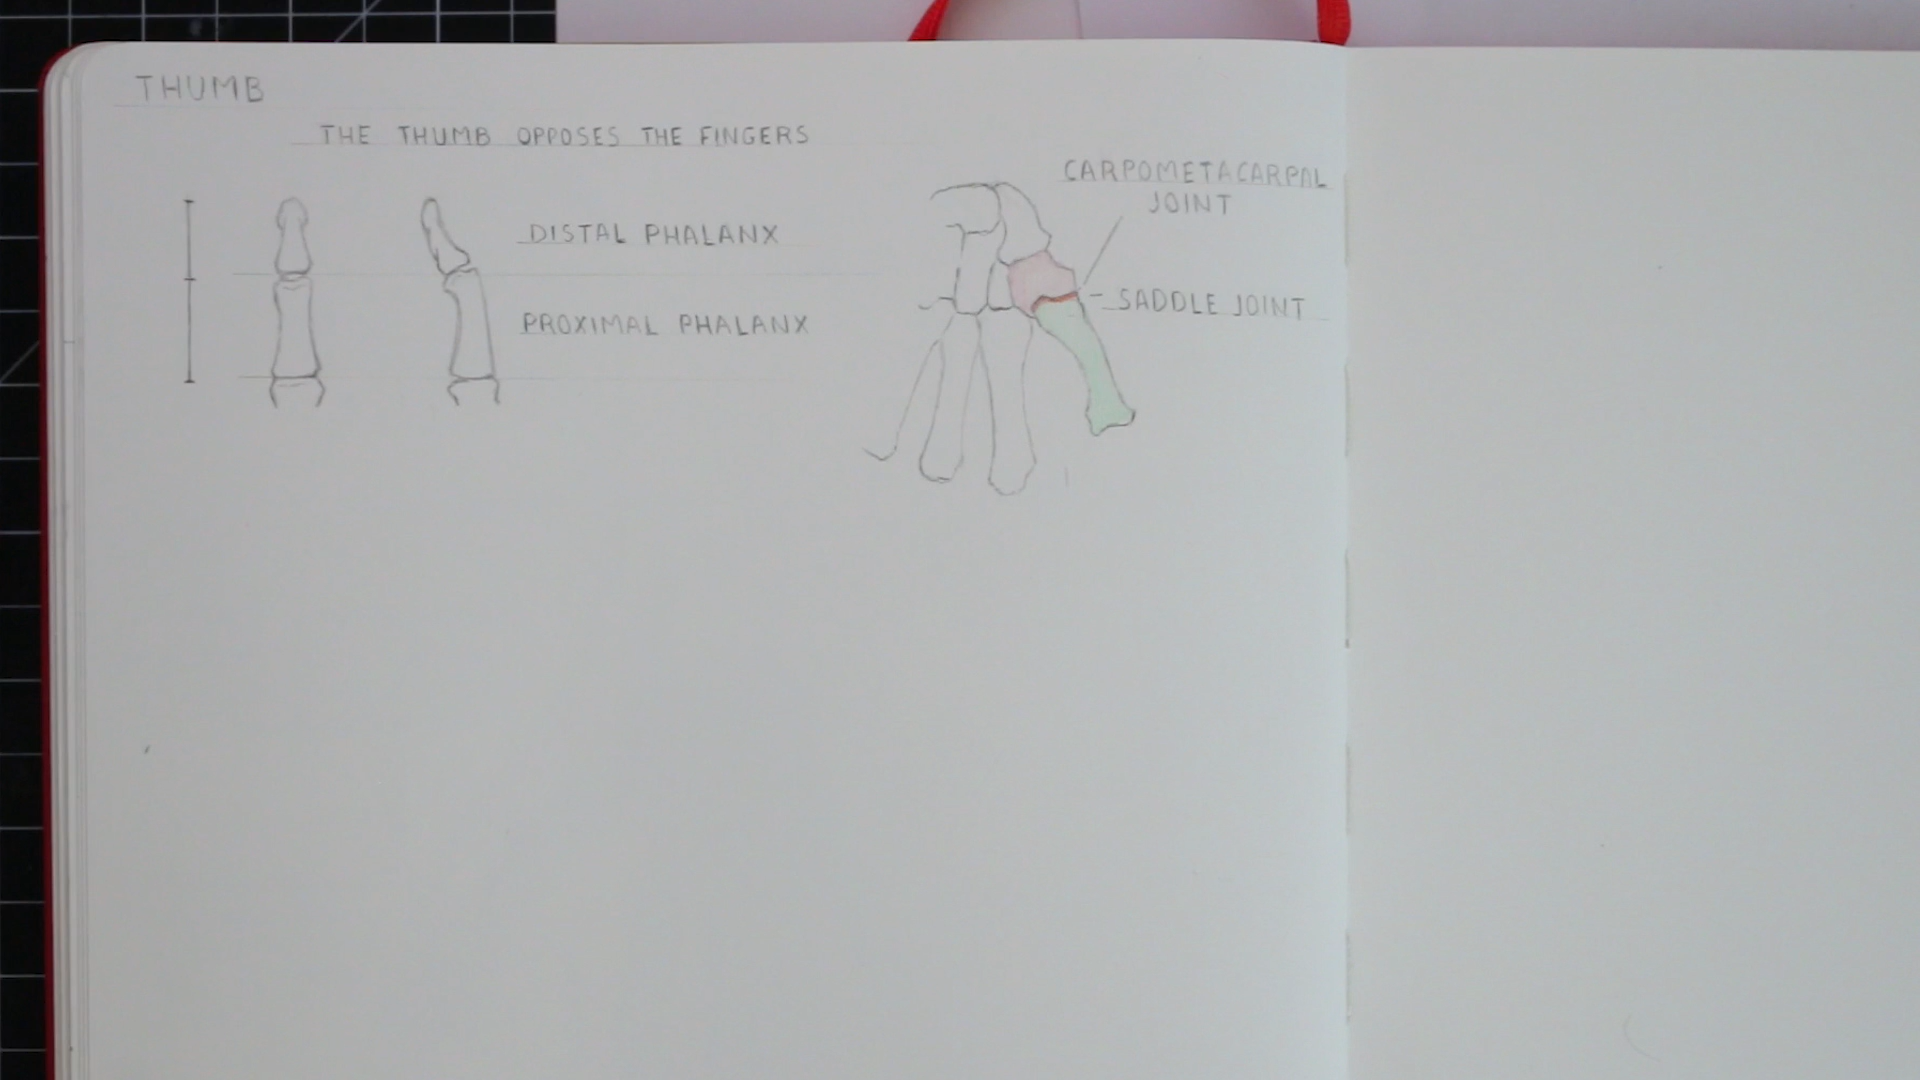 THUMB
THE THUMB OPPOSES THE FINGERS
DISTAL PHALANX
PROXIMAL PHALANX
CARPOMETACARPAL
JOINT
SADDLE JOINT